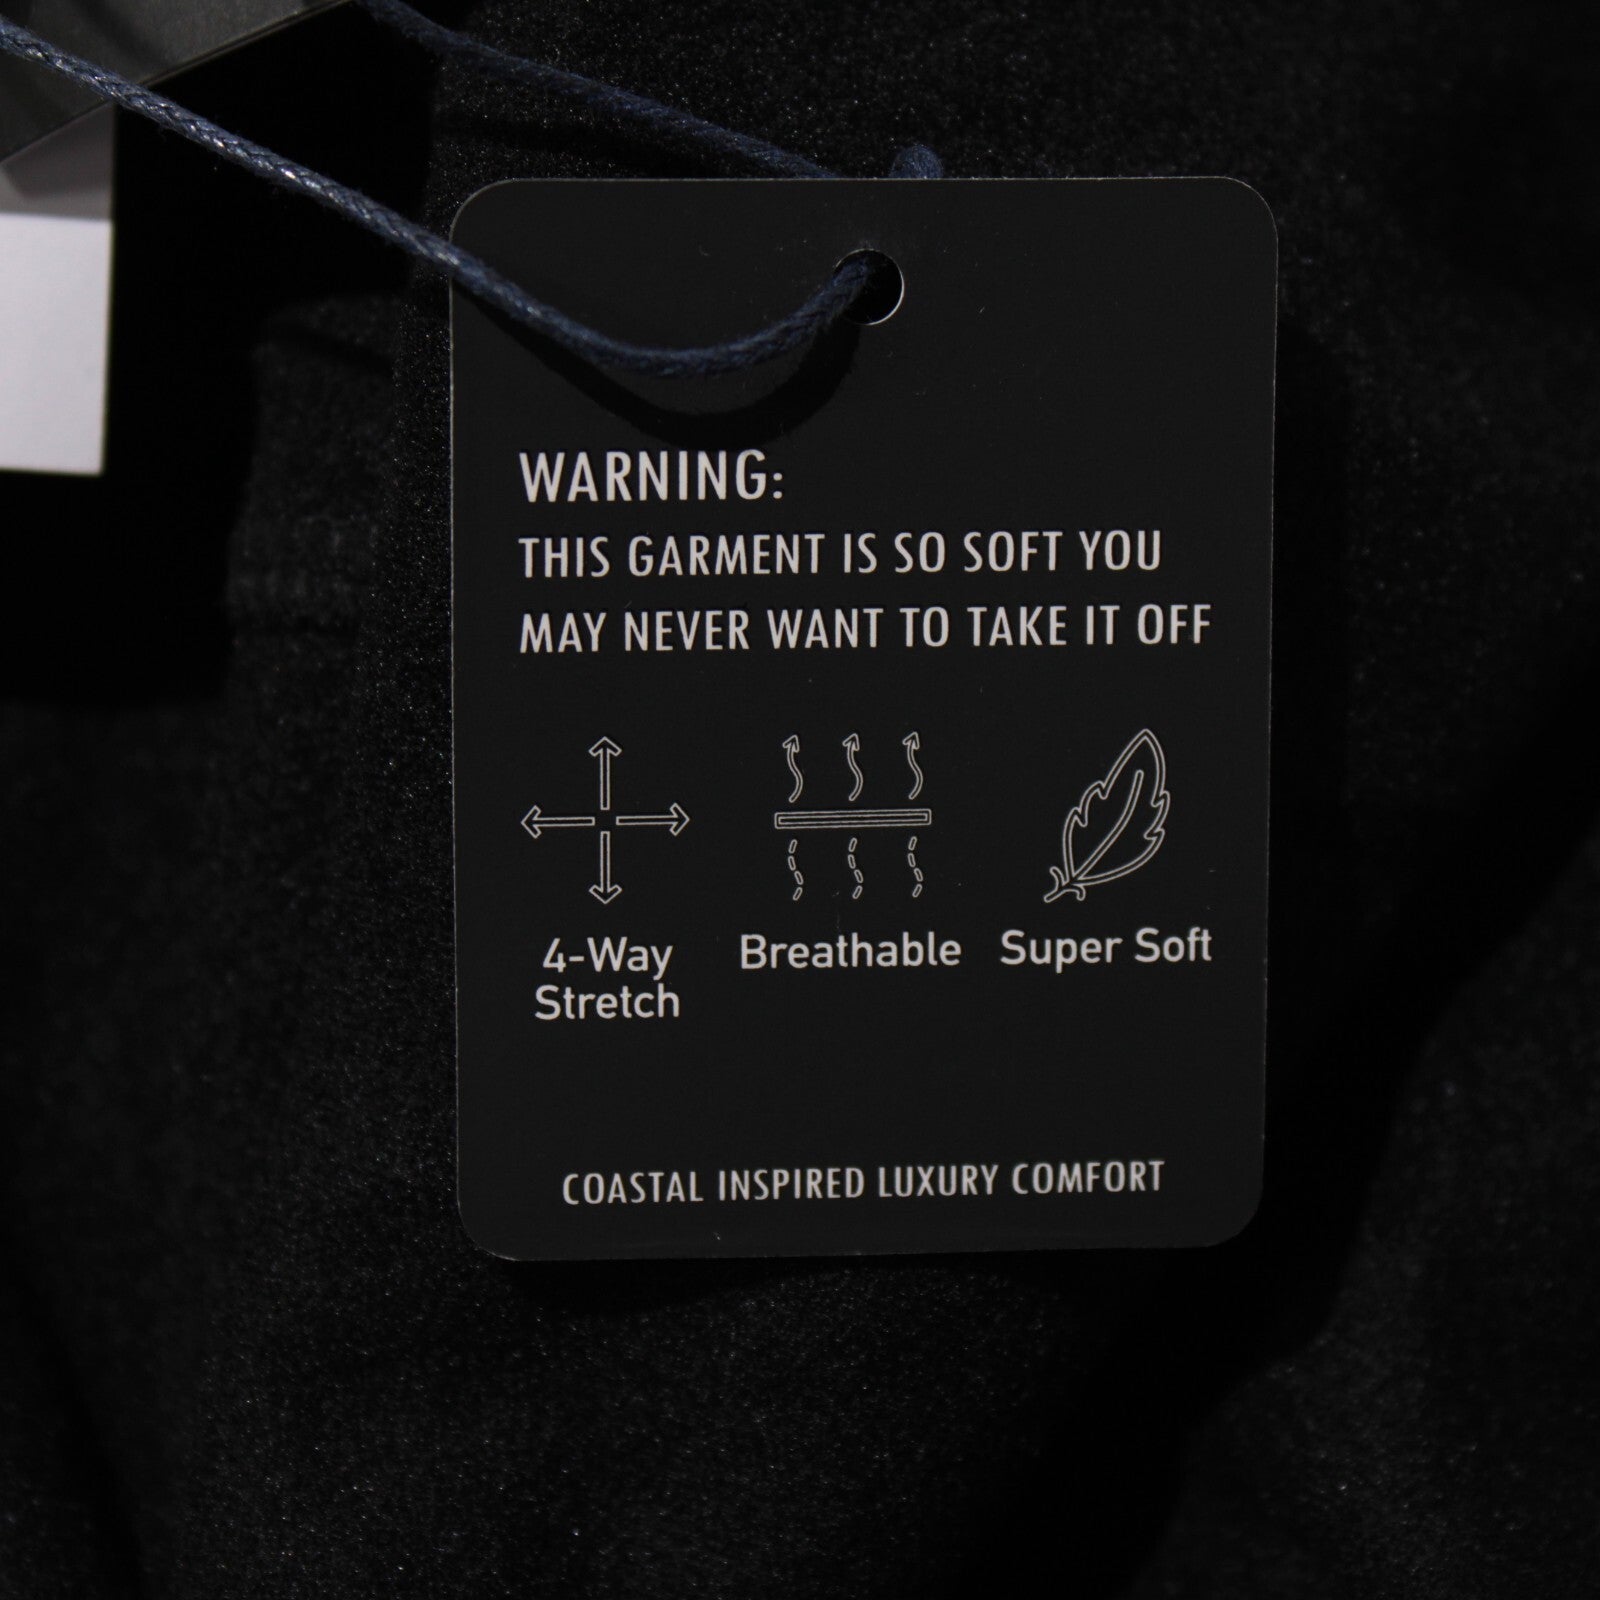 WARNING:
THIS GARMENT IS SO SOFT YOU
MAY NEVER WANT TO TAKE IT OFF
4-Way
Stretch
Breathable
Super Soft
COASTAL INSPIRED LUXURY COMFORT